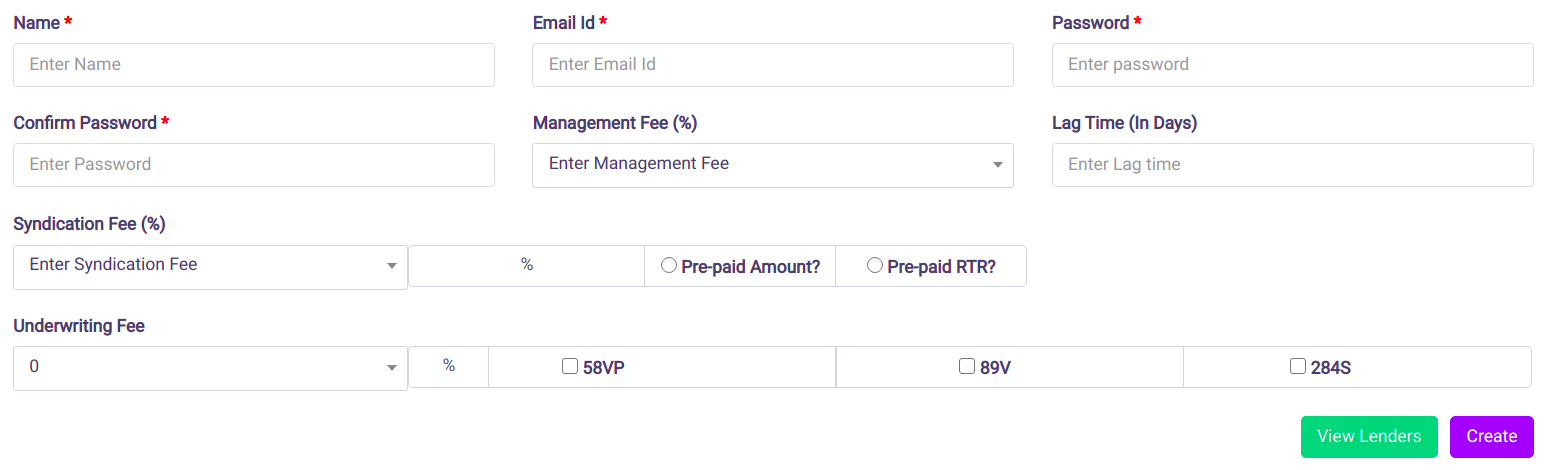 Name * Email Id * Password *
Enter Name Enter Email Id Enter password
Confirm Password * Management Fee (%) Lag Time (In Days)
Enter Password Enter Management Fee Enter Lag time
Syndication Fee (%)
Enter Syndication Fee % Pre-paid Amount? Pre-paid RTR?
Underwriting Fee
0 % 58VP 89V 284S
View Lenders Create